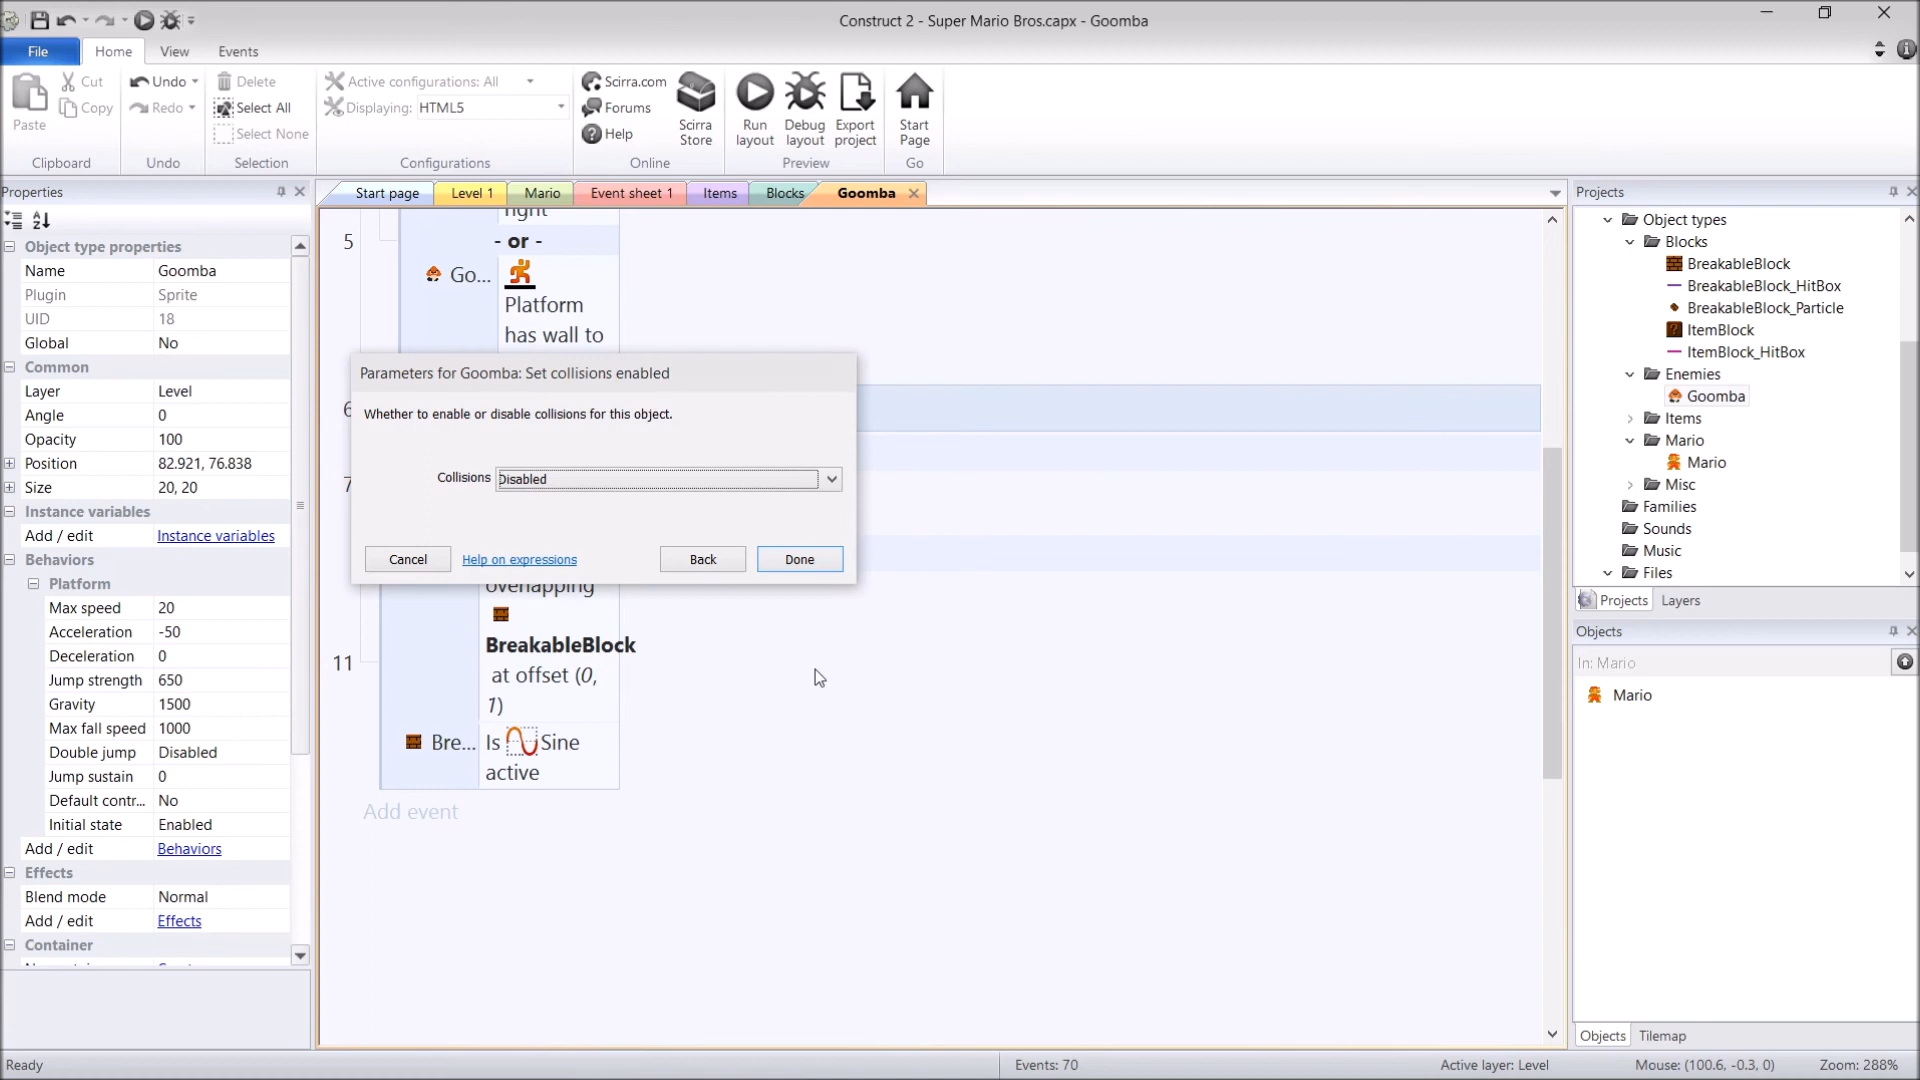 Construct 2 - Super Mario Bros.capx - Goomba
File
Home
View
Events
Paste
Cut
Copy
Clipboard
Undo
Redo
Undo
Delete
Select All
Select None
Selection
Active configurations: All
Displaying: HTML5
Configurations
Scirra.com
Forums
Help
Scirra
Store
Online
Run
layout
Debug
layout
Export
project
Preview
Start
Page
Go
Properties
Object type properties
Name Goomba
Plugin Sprite
UID 18
Global No
Common
Layer Level
Angle 0
Opacity 100
Position 82.921, 76.838
Size 20, 20
Instance variables
Add / edit Instance variables
Behaviors
Platform
Max speed 20
Acceleration -50
Deceleration 0
Jump strength 650
Gravity 1500
Max fall speed 1000
Double jump Disabled
Jump sustain 0
Default contr... No
Initial state Enabled
Add / edit Behaviors
Effects
Blend mode Normal
Add / edit Effects
Container
Start page
Level 1
Mario
Event sheet 1
Items
Blocks
Goomba
right
5
- or -
Go...
Platform
has wall to
6
7
Parameters for Goomba: Set collisions enabled
Whether to enable or disable collisions for this object.
Collisions Disabled
Cancel
Help on expressions
Back
Done
overlapping
BreakableBlock
11
at offset (0,
1)
Bre...
Is Sine
active
Add event
Projects
Object types
Blocks
BreakableBlock
BreakableBlock_HitBox
BreakableBlock_Particle
ItemBlock
ItemBlock_HitBox
Enemies
Goomba
Items
Mario
Mario
Misc
Families
Sounds
Music
Files
Projects
Layers
Objects
In: Mario
Mario
Objects
Tilemap
Ready
Events: 70
Active layer: Level
Mouse: (100.6, -0.3, 0)
Zoom: 288%